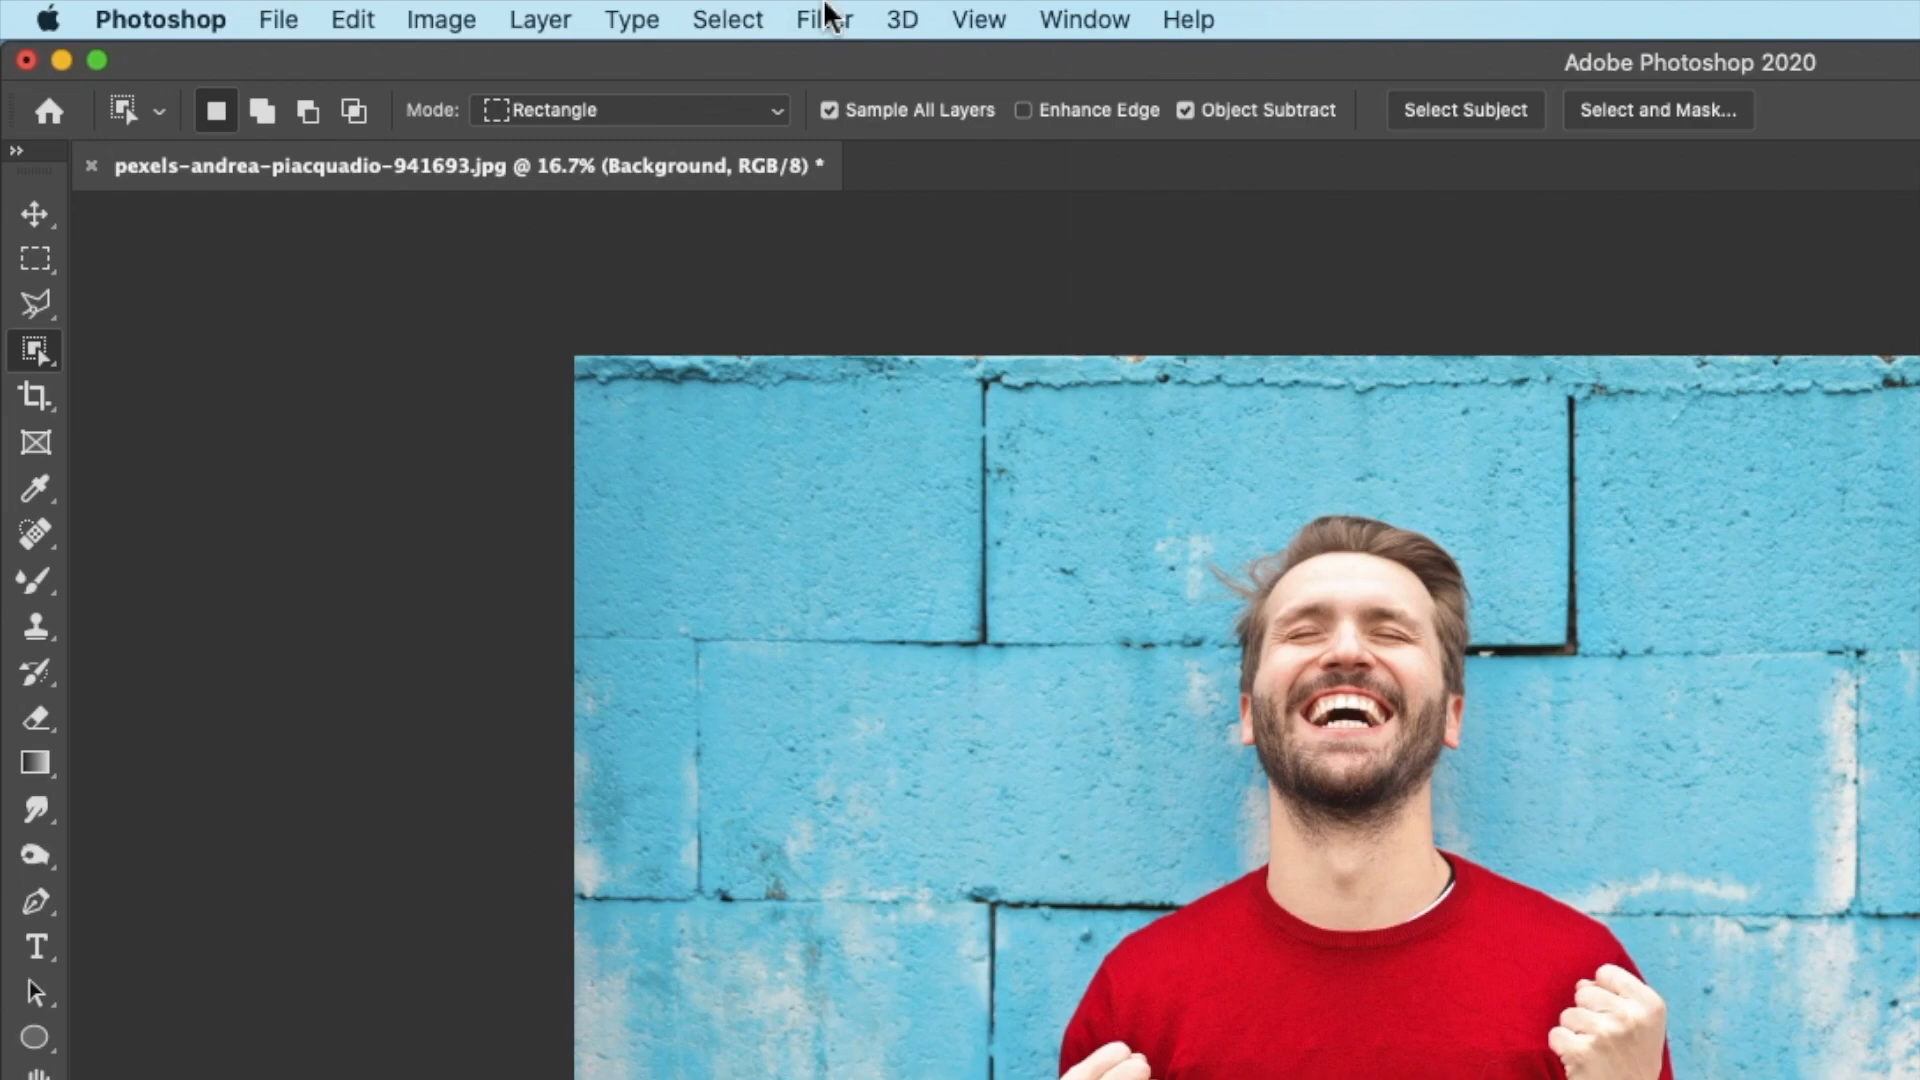 Photoshop File Edit Image Layer Type Select 3D View Window Help
Adobe Photoshop 2020
Mode: Rectangle Sample All Layers Enhance Edge Object Subtract Select Subject Select and Mask...
pexels-andrea-piacquadio-941693.jpg @ 16.7% (Background, RGB/8) *